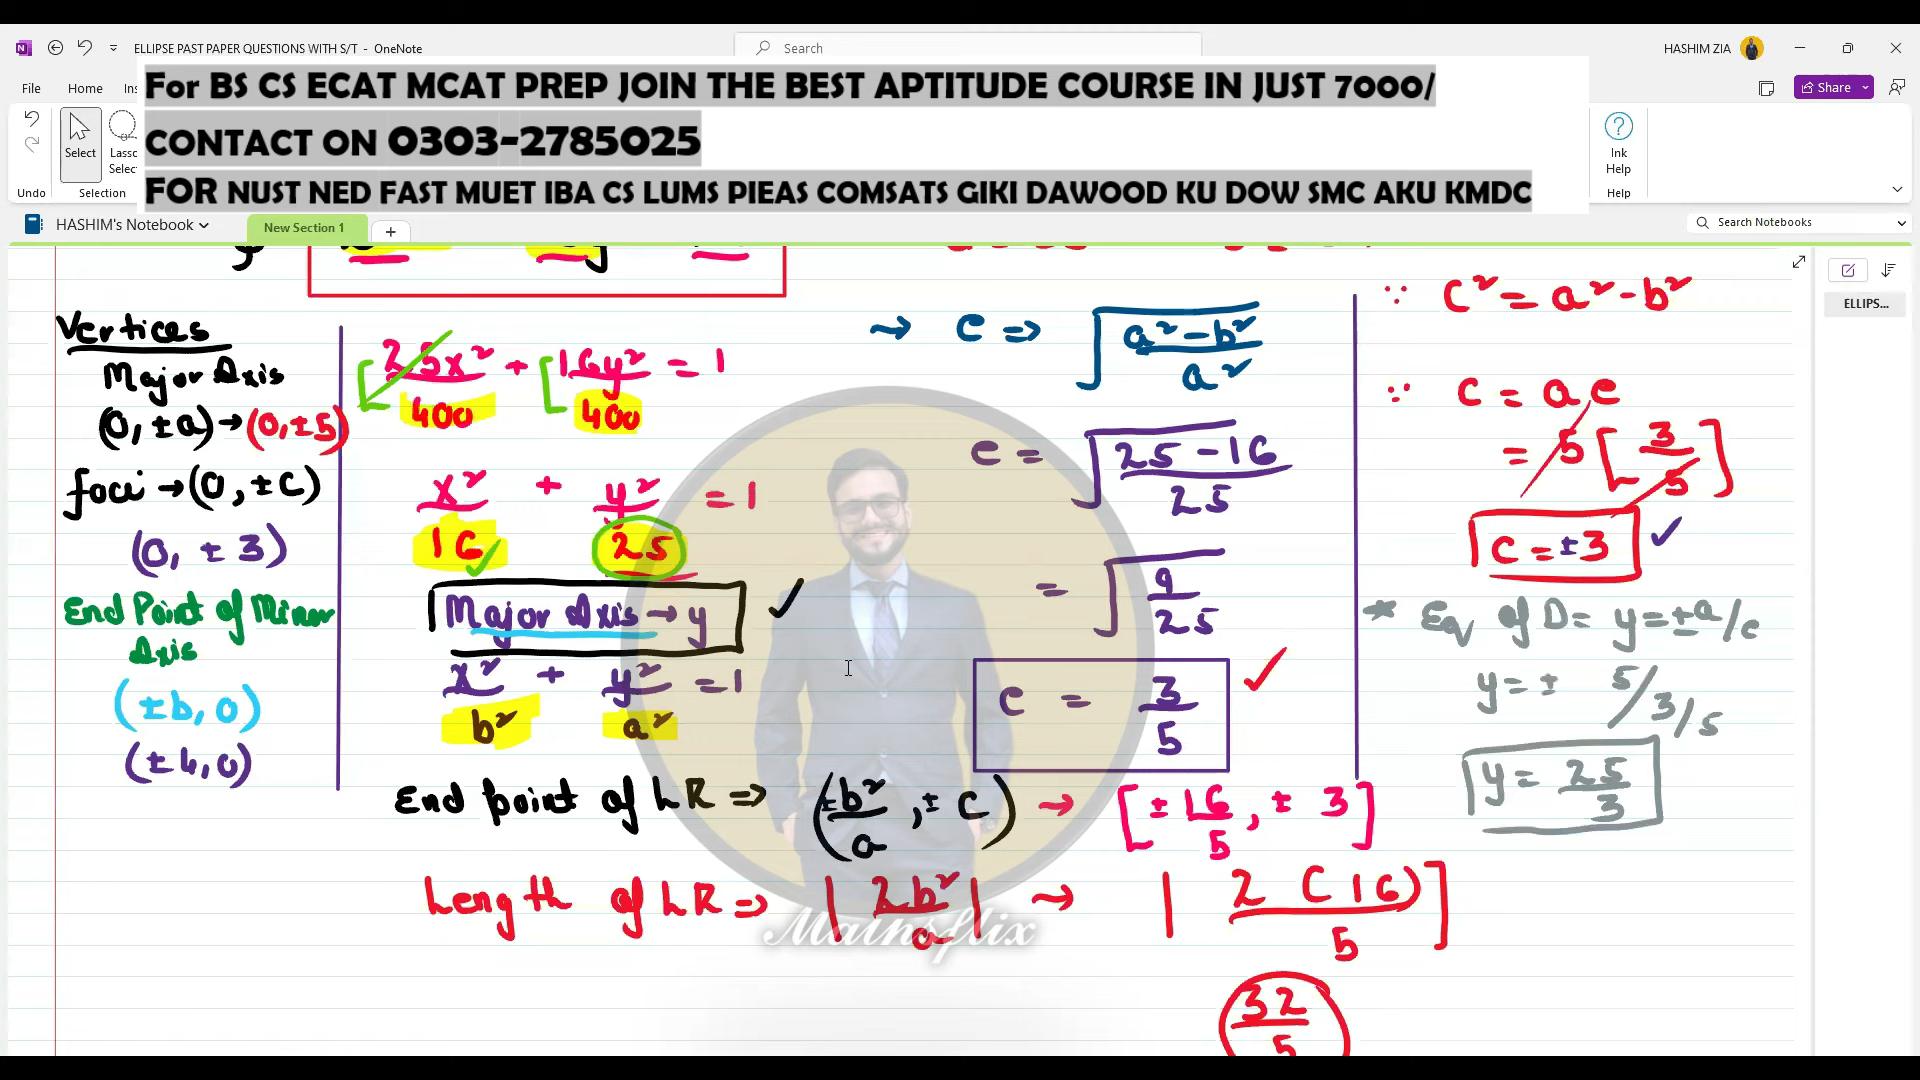 ELLIPSE PAST PAPER QUESTIONS WITH S/T - OneNote
Search
HASHIM ZIA
File
Home
Ins
Share
For BS CS ECAT MCAT PREP JOIN THE BEST APTITUDE COURSE IN JUST 7000/
CONTACT ON 0303-2785025
FOR NUST NED FAST MUET IBA CS LUMS PIEAS COMSATS GIKI DAWOOD KU DOW SMC AKU KMDC
Select
Lasso
Select
Ink
Help
Undo
Selection
Help
HASHIM's Notebook
New Section 1
+
Search Notebooks
ELLIPS...
Vertices
Major Axis
(0, ±a) → (0, ±5)
foci → (0, ±c)
(0, ±3)
End Point of Minor
Axis
(±b, 0)
(±4, 0)
25x²/400 + 16y²/400 = 1
x²/16 + y²/25 = 1
Major Axis → y
x²/b² + y²/a² = 1
→ e ⇒ √(a² - b²/a²)
e = √(25 - 16/25)
= √(9/25)
e = 3/5
∵ c² = a² - b²
∵ c = ae
= 5 [3/5]
c = ±3
* Eq of D = y = ±a/e
y = ± 5/3/5
y = 25/3
End point of LR ⇒ (±b²/a, ± c) → [±16/5, ± 3]
Length of LR ⇒ |2b²/a| → |2(16)/5]
32/5
Mainsflix